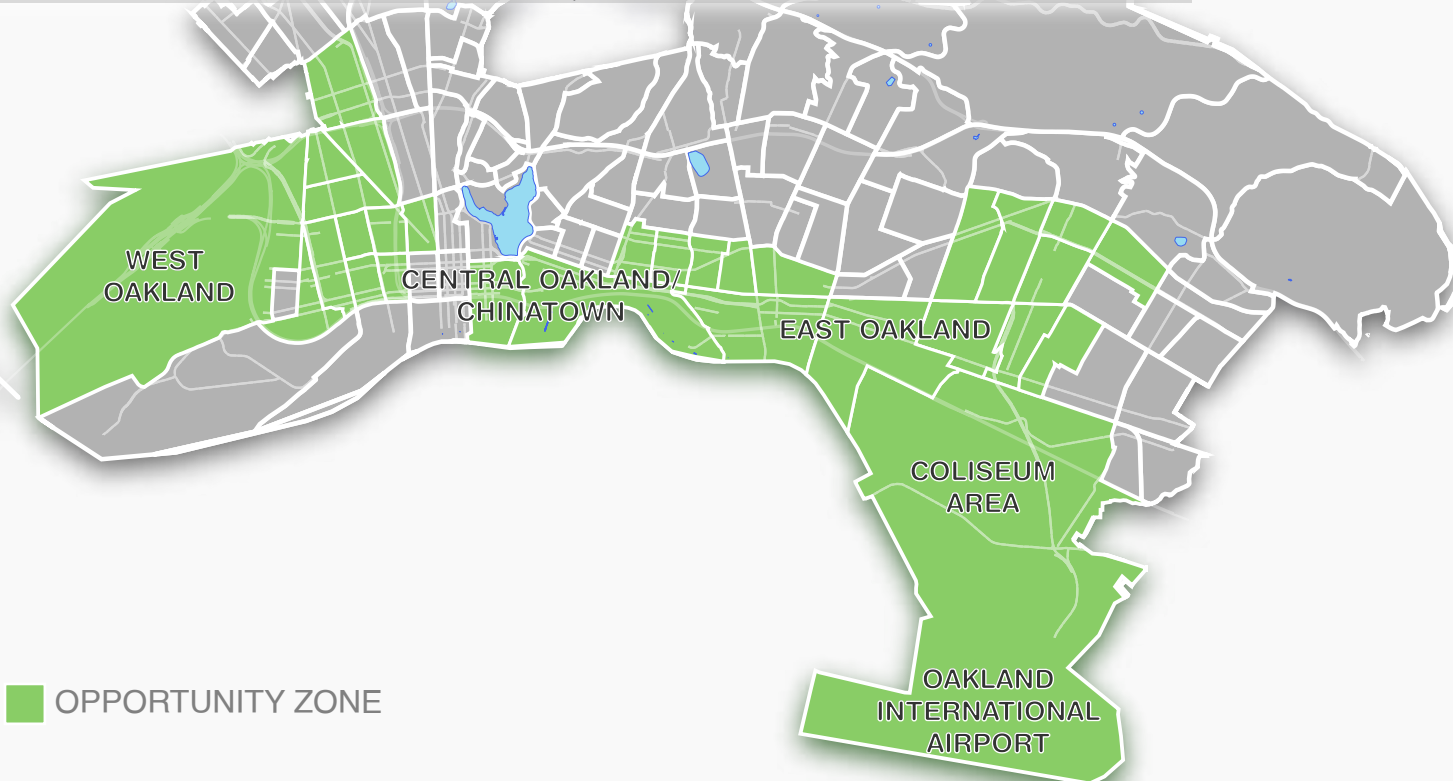 WEST
OAKLAND
CENTRAL OAKLAND/
CHINATOWN
EAST OAKLAND
COLISEUM
AREA
OAKLAND
INTERNATIONAL
AIRPORT
OPPORTUNITY ZONE